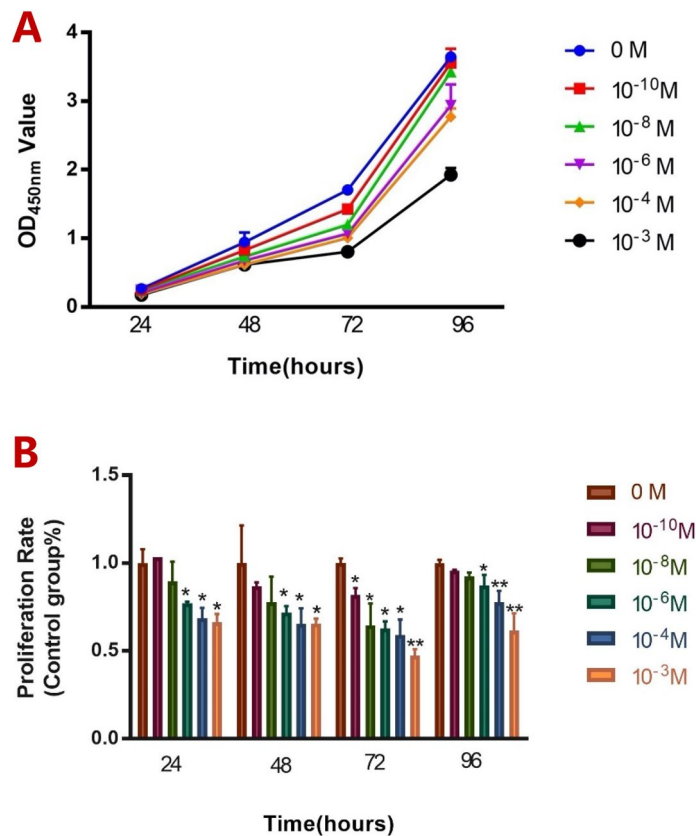 A
4
3
2
1
0
OD450nm Value
24 48 72 96
Time(hours)
0 M
10-10M
10-8 M
10-6 M
10-4 M
10-3 M
B
1.5
1.0
0.5
0.0
Proliferation Rate
(Control group%)
* * *
* * *
* * * * **
* ** **
24 48 72 96
Time(hours)
0 M
10-10M
10-8M
10-6M
10-4M
10-3M